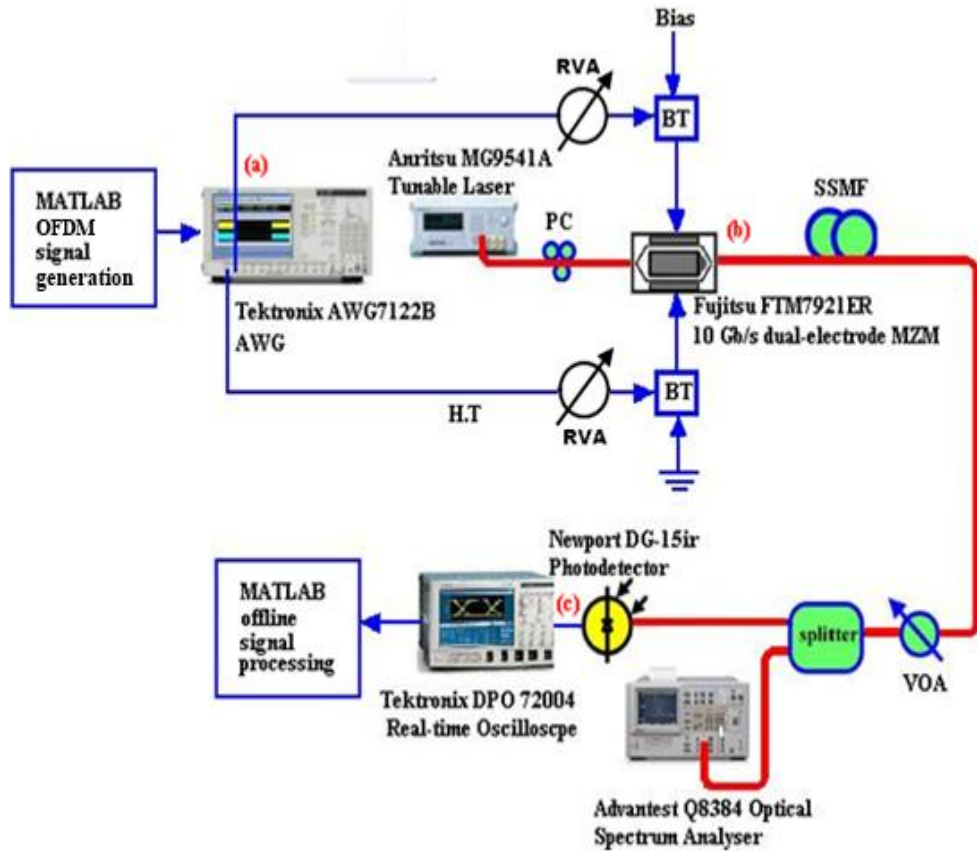 Bias
RVA
BT
(a)
Anritsu MG9541A
Tunable Laser
SSMF
MATLAB
OFDM
signal
generation
PC
(b)
Tektronix AWG7122B
AWG
Fujitsu FTM7921ER
10 Gb/s dual-electrode MZM
H.T
RVA
BT
Newport DG-15ir
Photodetector
MATLAB
offline
signal
processing
(c)
splitter
VOA
Tektronix DPO 72004
Real-time Oscilloscpe
Advantest Q8384 Optical
Spectrum Analyser